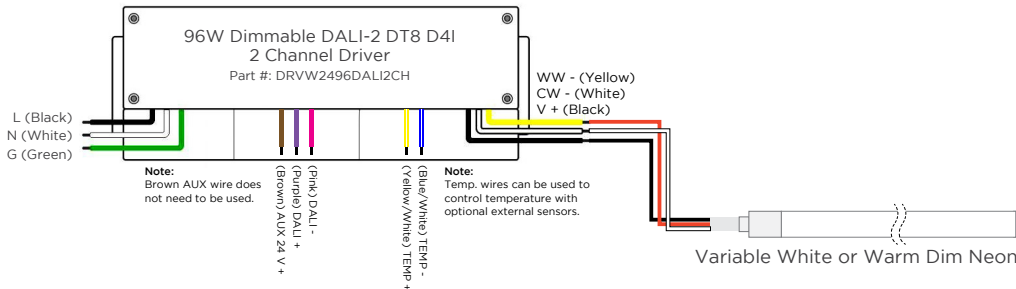 96W Dimmable DALI-2 DT8 D4I
2 Channel Driver
Part #: DRVW2496DALI2CH
L (Black)
N (White)
G (Green)
WW - (Yellow)
CW - (White)
V + (Black)
Note:
Brown AUX wire does
not need to be used.
(Brown) AUX 24 V +
(Purple) DALI +
(Pink) DALI -
(Yellow/White) TEMP +
(Blue/White) TEMP -
Note:
Temp. wires can be used to
control temperature with
optional external sensors.
Variable White or Warm Dim Neon